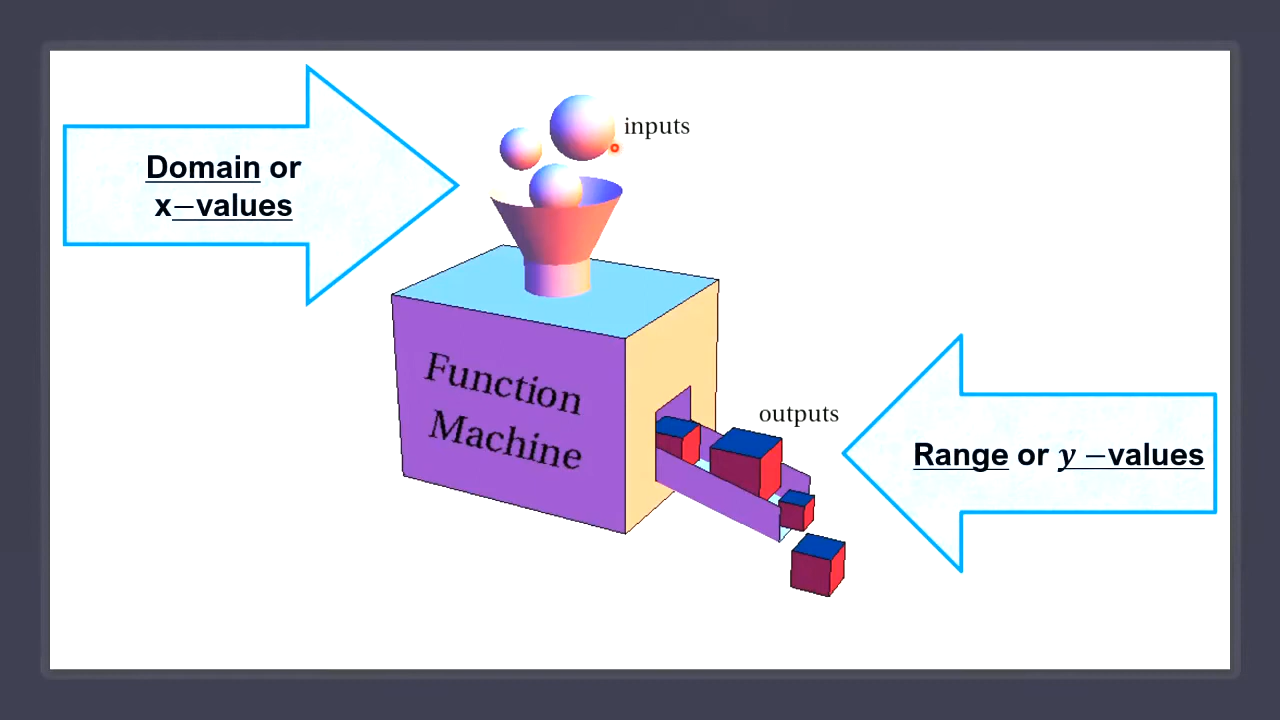 inputs
Domain or
x−values
Function
Machine
outputs
Range or y −values